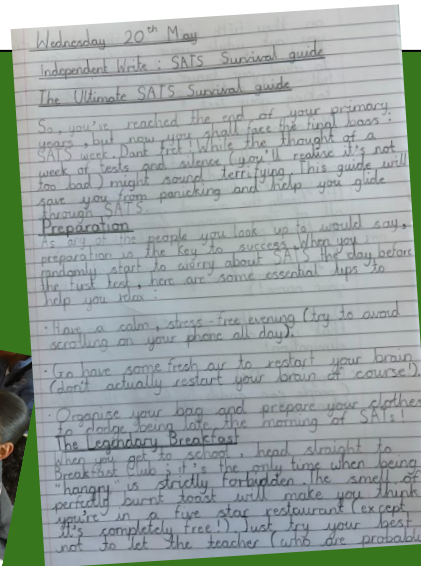 Wednesday 20th May
Independent Write : SATS Survival guide
The Ultimate SATS Survival guide
So, you've reached the end of your primary
years, but now you shall face the final boss :
SATS week. Dont fret! While the thought of a
week of tests and silence (you'll realise it's not
too bad) might sound terrifying, this guide will
save you from panicking and help you glide
through SATS
Preparation
As any of the people you look up to would say,
preparation is the key to success. When you
randomly start to worry about SATS the day before
the first test, here are some essential tips to
help you relax :
· Have a calm, stress-free evening (try to avoid
scrolling on your phone all day).
· Go have some fresh air to restart your brain
(don't actually restart your brain of course!).
· Organise your bag and prepare your clothes
to dodge being late the morning of SATs!
The Legendary Breakfast
When you get to school, head straight to
Breakfast Club ; it's the only time when being
"hangry" is strictly forbidden. The smell of
perfectly burnt toast will make you think
you're in a five star restaurant (except
it's completely free!). Just try your best
not to let the teacher (who are probably